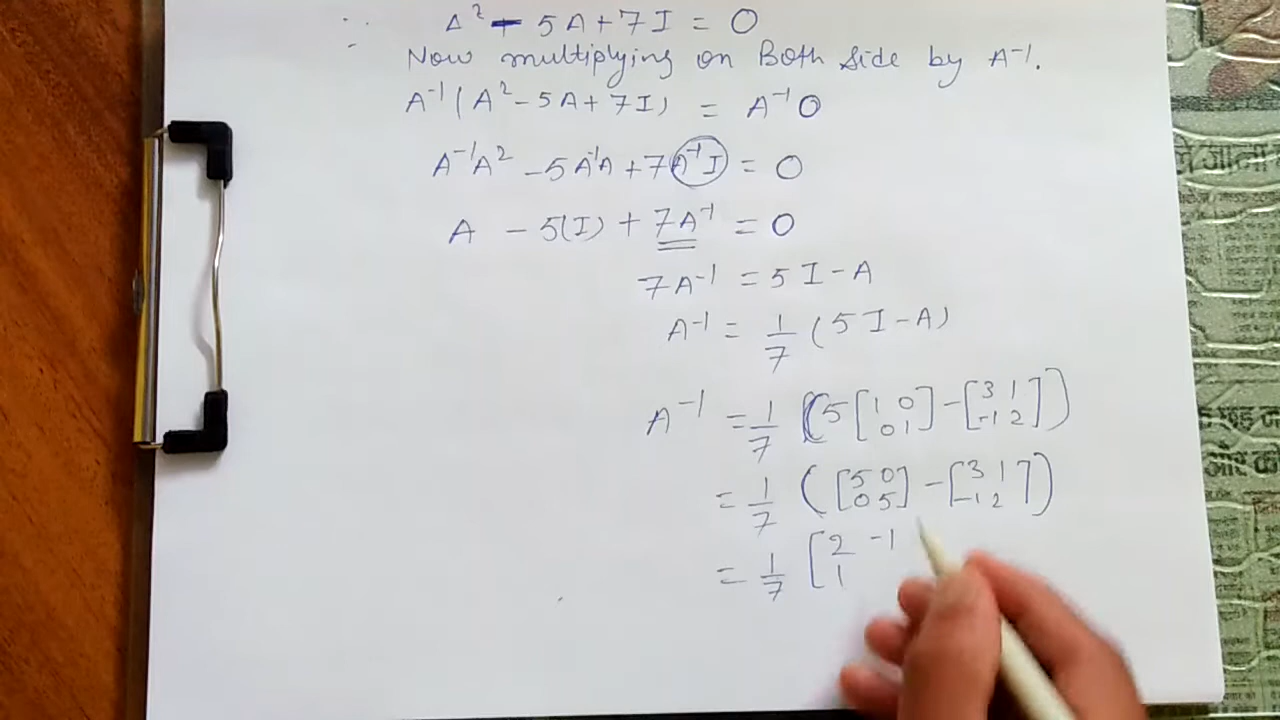 ∴ A² - 5A + 7I = 0
Now multiplying on Both side by A⁻¹.
A⁻¹(A² - 5A + 7I) = A⁻¹0
A⁻¹A² - 5A⁻¹A + 7A⁻¹I = 0
A - 5(I) + 7A⁻¹ = 0
7A⁻¹ = 5I - A
A⁻¹ = 1/7 (5I - A)
A⁻¹ = 1/7 (5[1 0 0 1] - [3 1 -1 2])
= 1/7 ([5 0 0 5] - [3 1 -1 2])
= 1/7 [2 -1 1